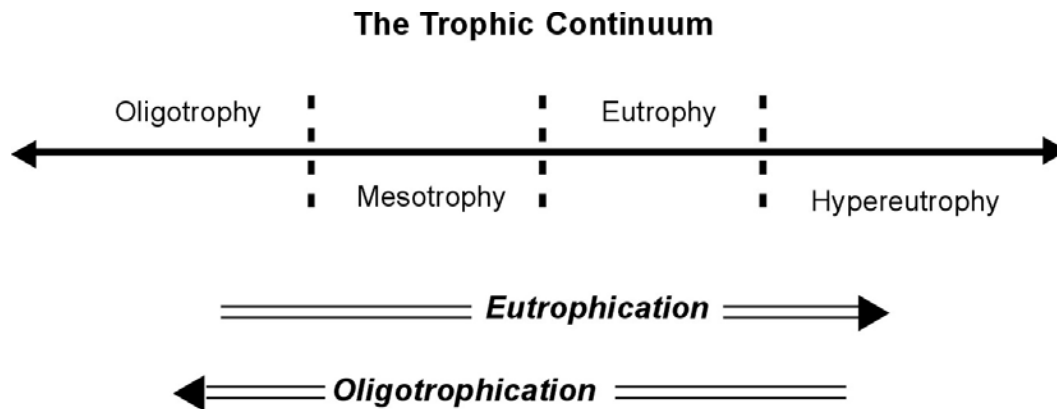 The Trophic Continuum
Oligotrophy
Eutrophy
Mesotrophy
Hypereutrophy
Eutrophication
Oligotrophication